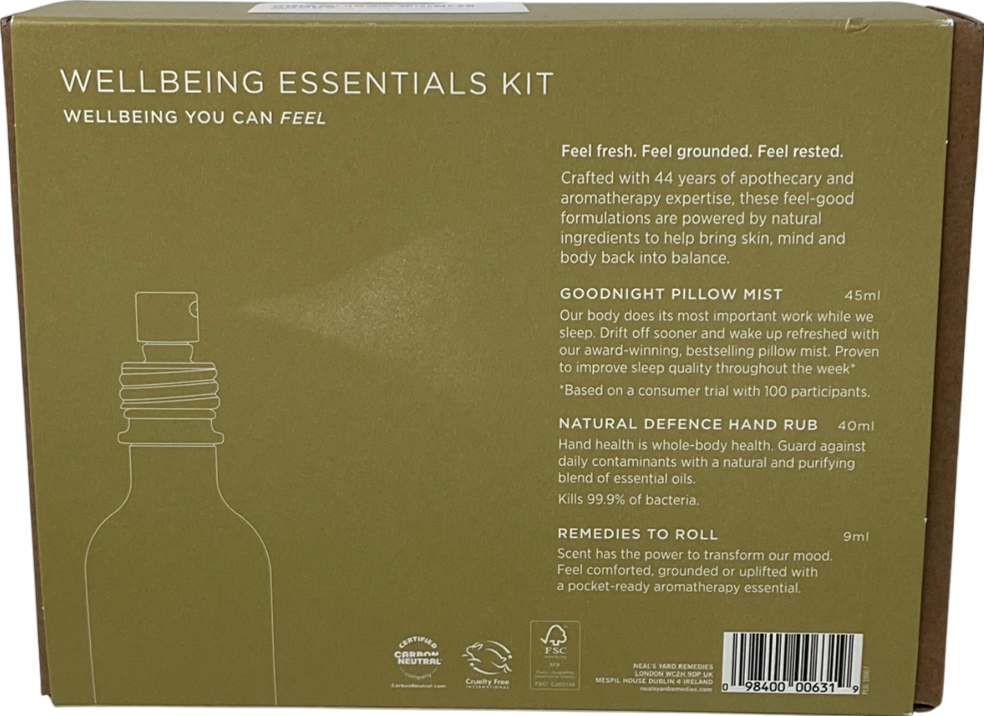 WELLBEING ESSENTIALS KIT
WELLBEING YOU CAN FEEL
Feel fresh. Feel grounded. Feel rested.
Crafted with 44 years of apothecary and
aromatherapy expertise, these feel-good
formulations are powered by natural
ingredients to help bring skin, mind and
body back into balance.
GOODNIGHT PILLOW MIST 45ml
Our body does its most important work while we
sleep. Drift off sooner and wake up refreshed with
our award-winning, bestselling pillow mist. Proven
to improve sleep quality throughout the week*
*Based on a consumer trial with 100 participants.
NATURAL DEFENCE HAND RUB 40ml
Hand health is whole-body health. Guard against
daily contaminants with a natural and purifying
blend of essential oils.
Kills 99.9% of bacteria.
REMEDIES TO ROLL 9ml
Scent has the power to transform our mood.
Feel comforted, grounded or uplifted with
a pocket-ready aromatherapy essential.
CERTIFIED
CARBON
NEUTRAL
company
CarbonNeutral.com
Cruelty Free
INTERNATIONAL
FSC
NEAL'S YARD REMEDIES
LONDON WC2H 9DP UK
MESPIL HOUSE DUBLIN 4 IRELAND
nealsyardremedies.com
0 98400 00631 9